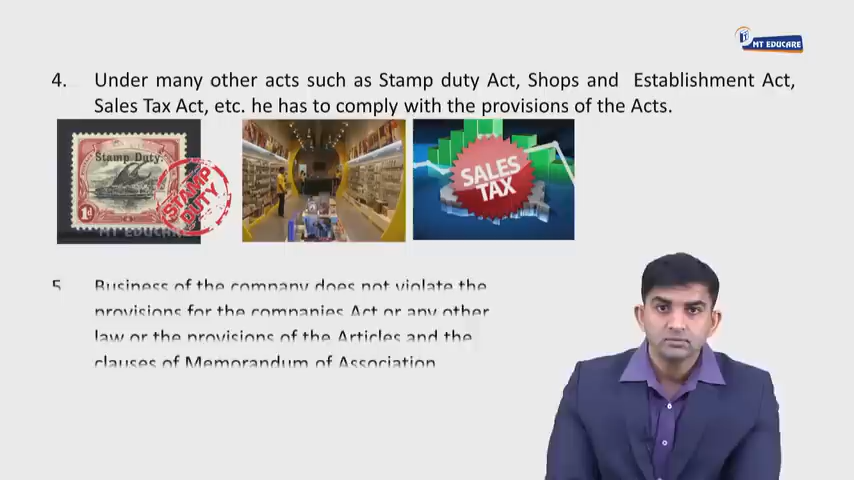 MT EDUCARE
4. Under many other acts such as Stamp duty Act, Shops and Establishment Act,
Sales Tax Act, etc. he has to comply with the provisions of the Acts.
Stamp Duty.
STAMP
DUTY
1d
MT EDUCARE
SALES
TAX
5 Business of the company does not violate the
provisions for the companies Act or any other
law or the provisions of the Articles and the
clauses of Memorandum of Association